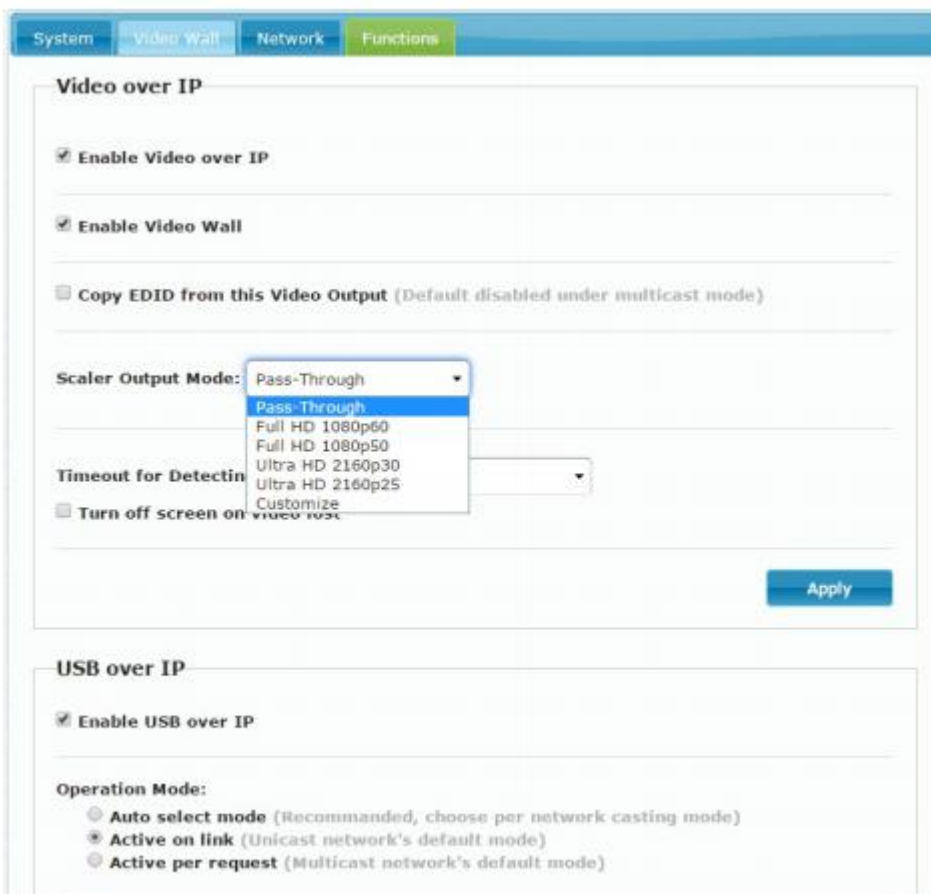 System Video Wall Network Functions
Video over IP
Enable Video over IP
Enable Video Wall
Copy EDID from this Video Output (Default disabled under multicast mode)
Scaler Output Mode: Pass-Through
Pass-Through
Full HD 1080p60
Full HD 1080p50
Ultra HD 2160p30
Ultra HD 2160p25
Customize
Timeout for Detectin
Turn off screen on video lost
Apply
USB over IP
Enable USB over IP
Operation Mode:
Auto select mode (Recommanded, choose per network casting mode)
Active on link (Unicast network's default mode)
Active per request (Multicast network's default mode)